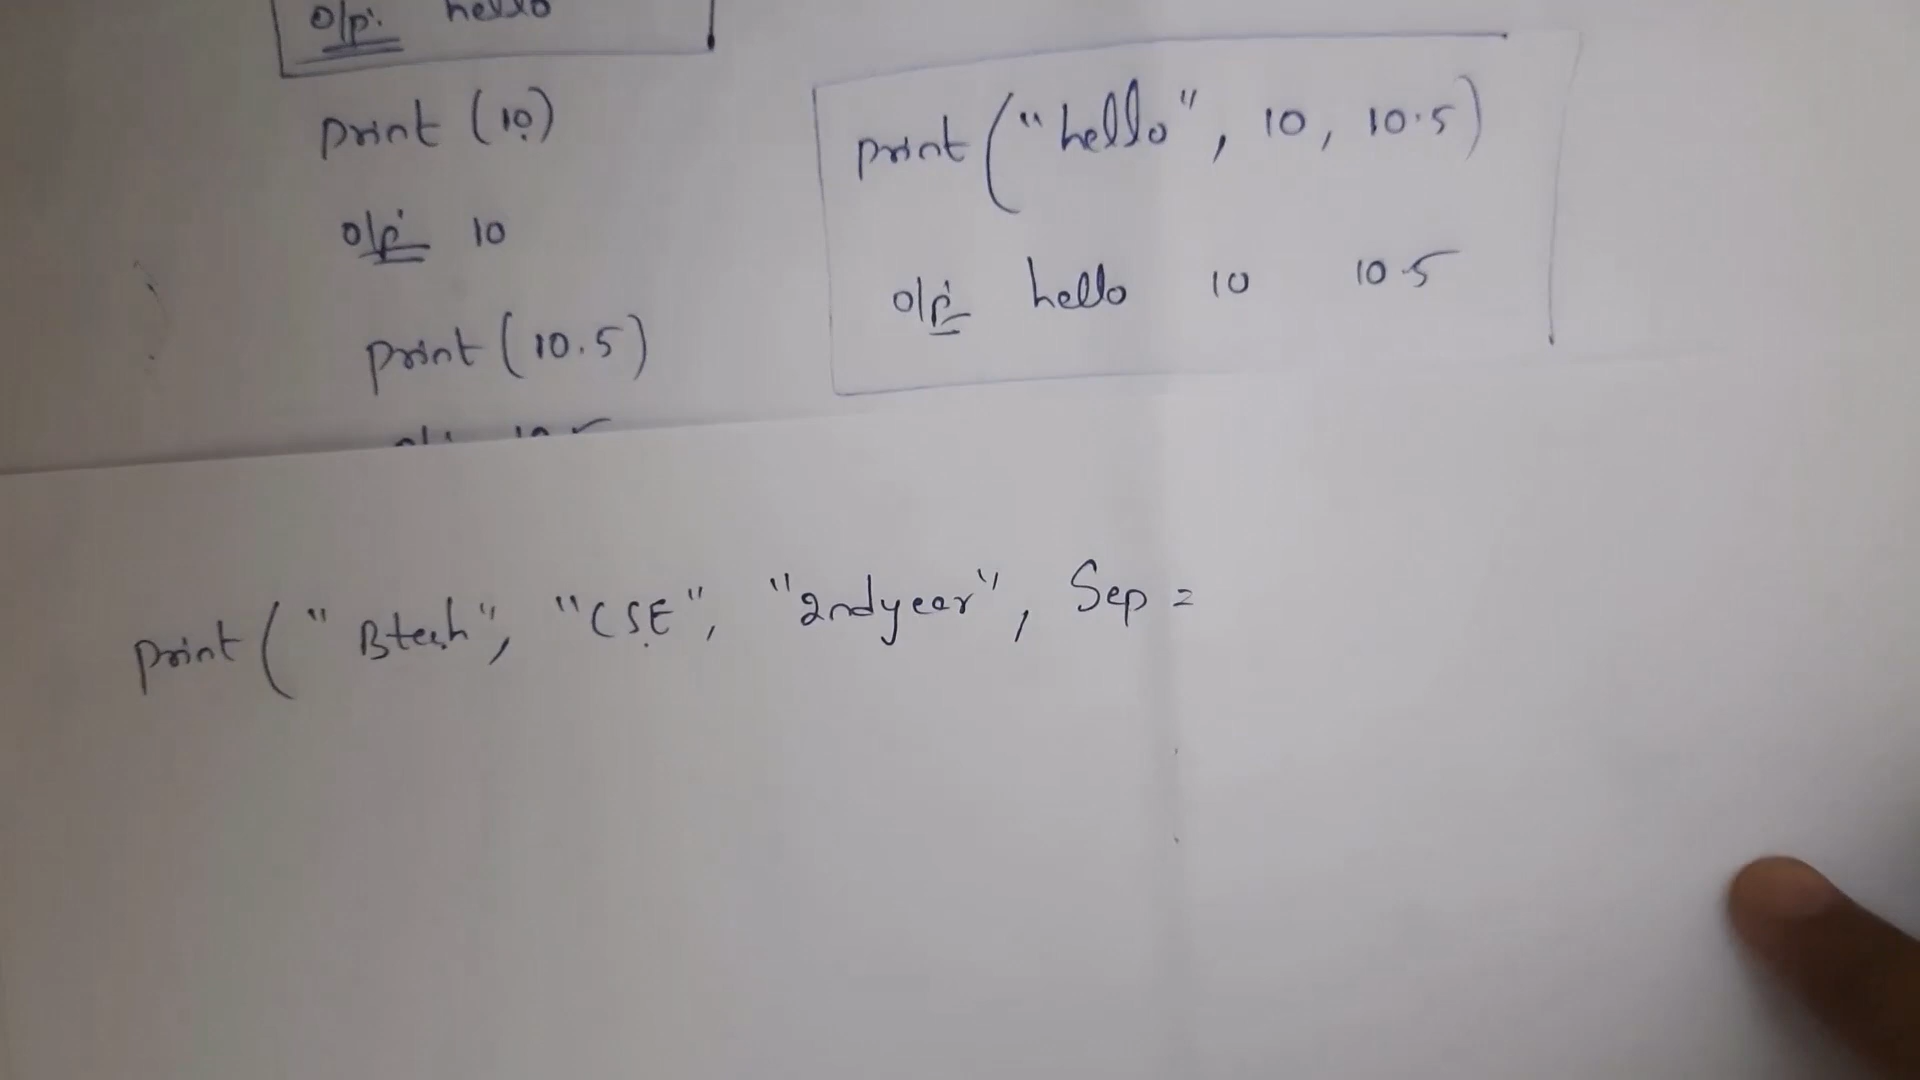 o/p: hello
print (10)
o/p: 10
print (10.5)
print ("hello", 10, 10.5)
o/p: hello 10 10.5
print ("Btech", "CSE", "2ndyear", Sep =